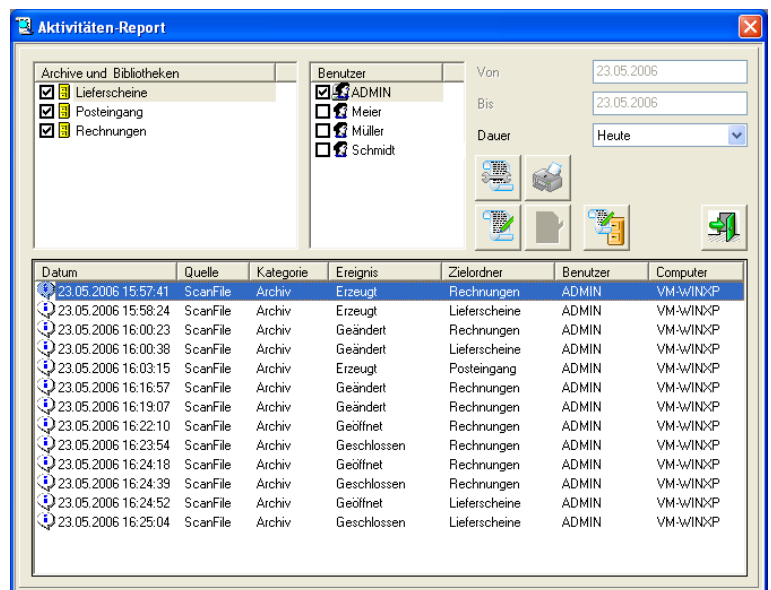 Aktivitäten-Report
Archive und Bibliotheken
Lieferscheine
Posteingang
Rechnungen
Benutzer
ADMIN
Meier
Müller
Schmidt
Von 23.05.2006
Bis 23.05.2006
Dauer Heute
Datum Quelle Kategorie Ereignis Zielordner Benutzer Computer
23.05.2006 15:57:41 ScanFile Archiv Erzeugt Rechnungen ADMIN VM-WINXP
23.05.2006 15:58:24 ScanFile Archiv Erzeugt Lieferscheine ADMIN VM-WINXP
23.05.2006 16:00:23 ScanFile Archiv Geändert Rechnungen ADMIN VM-WINXP
23.05.2006 16:00:38 ScanFile Archiv Geändert Lieferscheine ADMIN VM-WINXP
23.05.2006 16:03:15 ScanFile Archiv Erzeugt Posteingang ADMIN VM-WINXP
23.05.2006 16:16:57 ScanFile Archiv Geändert Rechnungen ADMIN VM-WINXP
23.05.2006 16:19:07 ScanFile Archiv Geändert Rechnungen ADMIN VM-WINXP
23.05.2006 16:22:10 ScanFile Archiv Geöffnet Rechnungen ADMIN VM-WINXP
23.05.2006 16:23:54 ScanFile Archiv Geschlossen Rechnungen ADMIN VM-WINXP
23.05.2006 16:24:18 ScanFile Archiv Geöffnet Rechnungen ADMIN VM-WINXP
23.05.2006 16:24:39 ScanFile Archiv Geschlossen Rechnungen ADMIN VM-WINXP
23.05.2006 16:24:52 ScanFile Archiv Geöffnet Lieferscheine ADMIN VM-WINXP
23.05.2006 16:25:04 ScanFile Archiv Geschlossen Lieferscheine ADMIN VM-WINXP